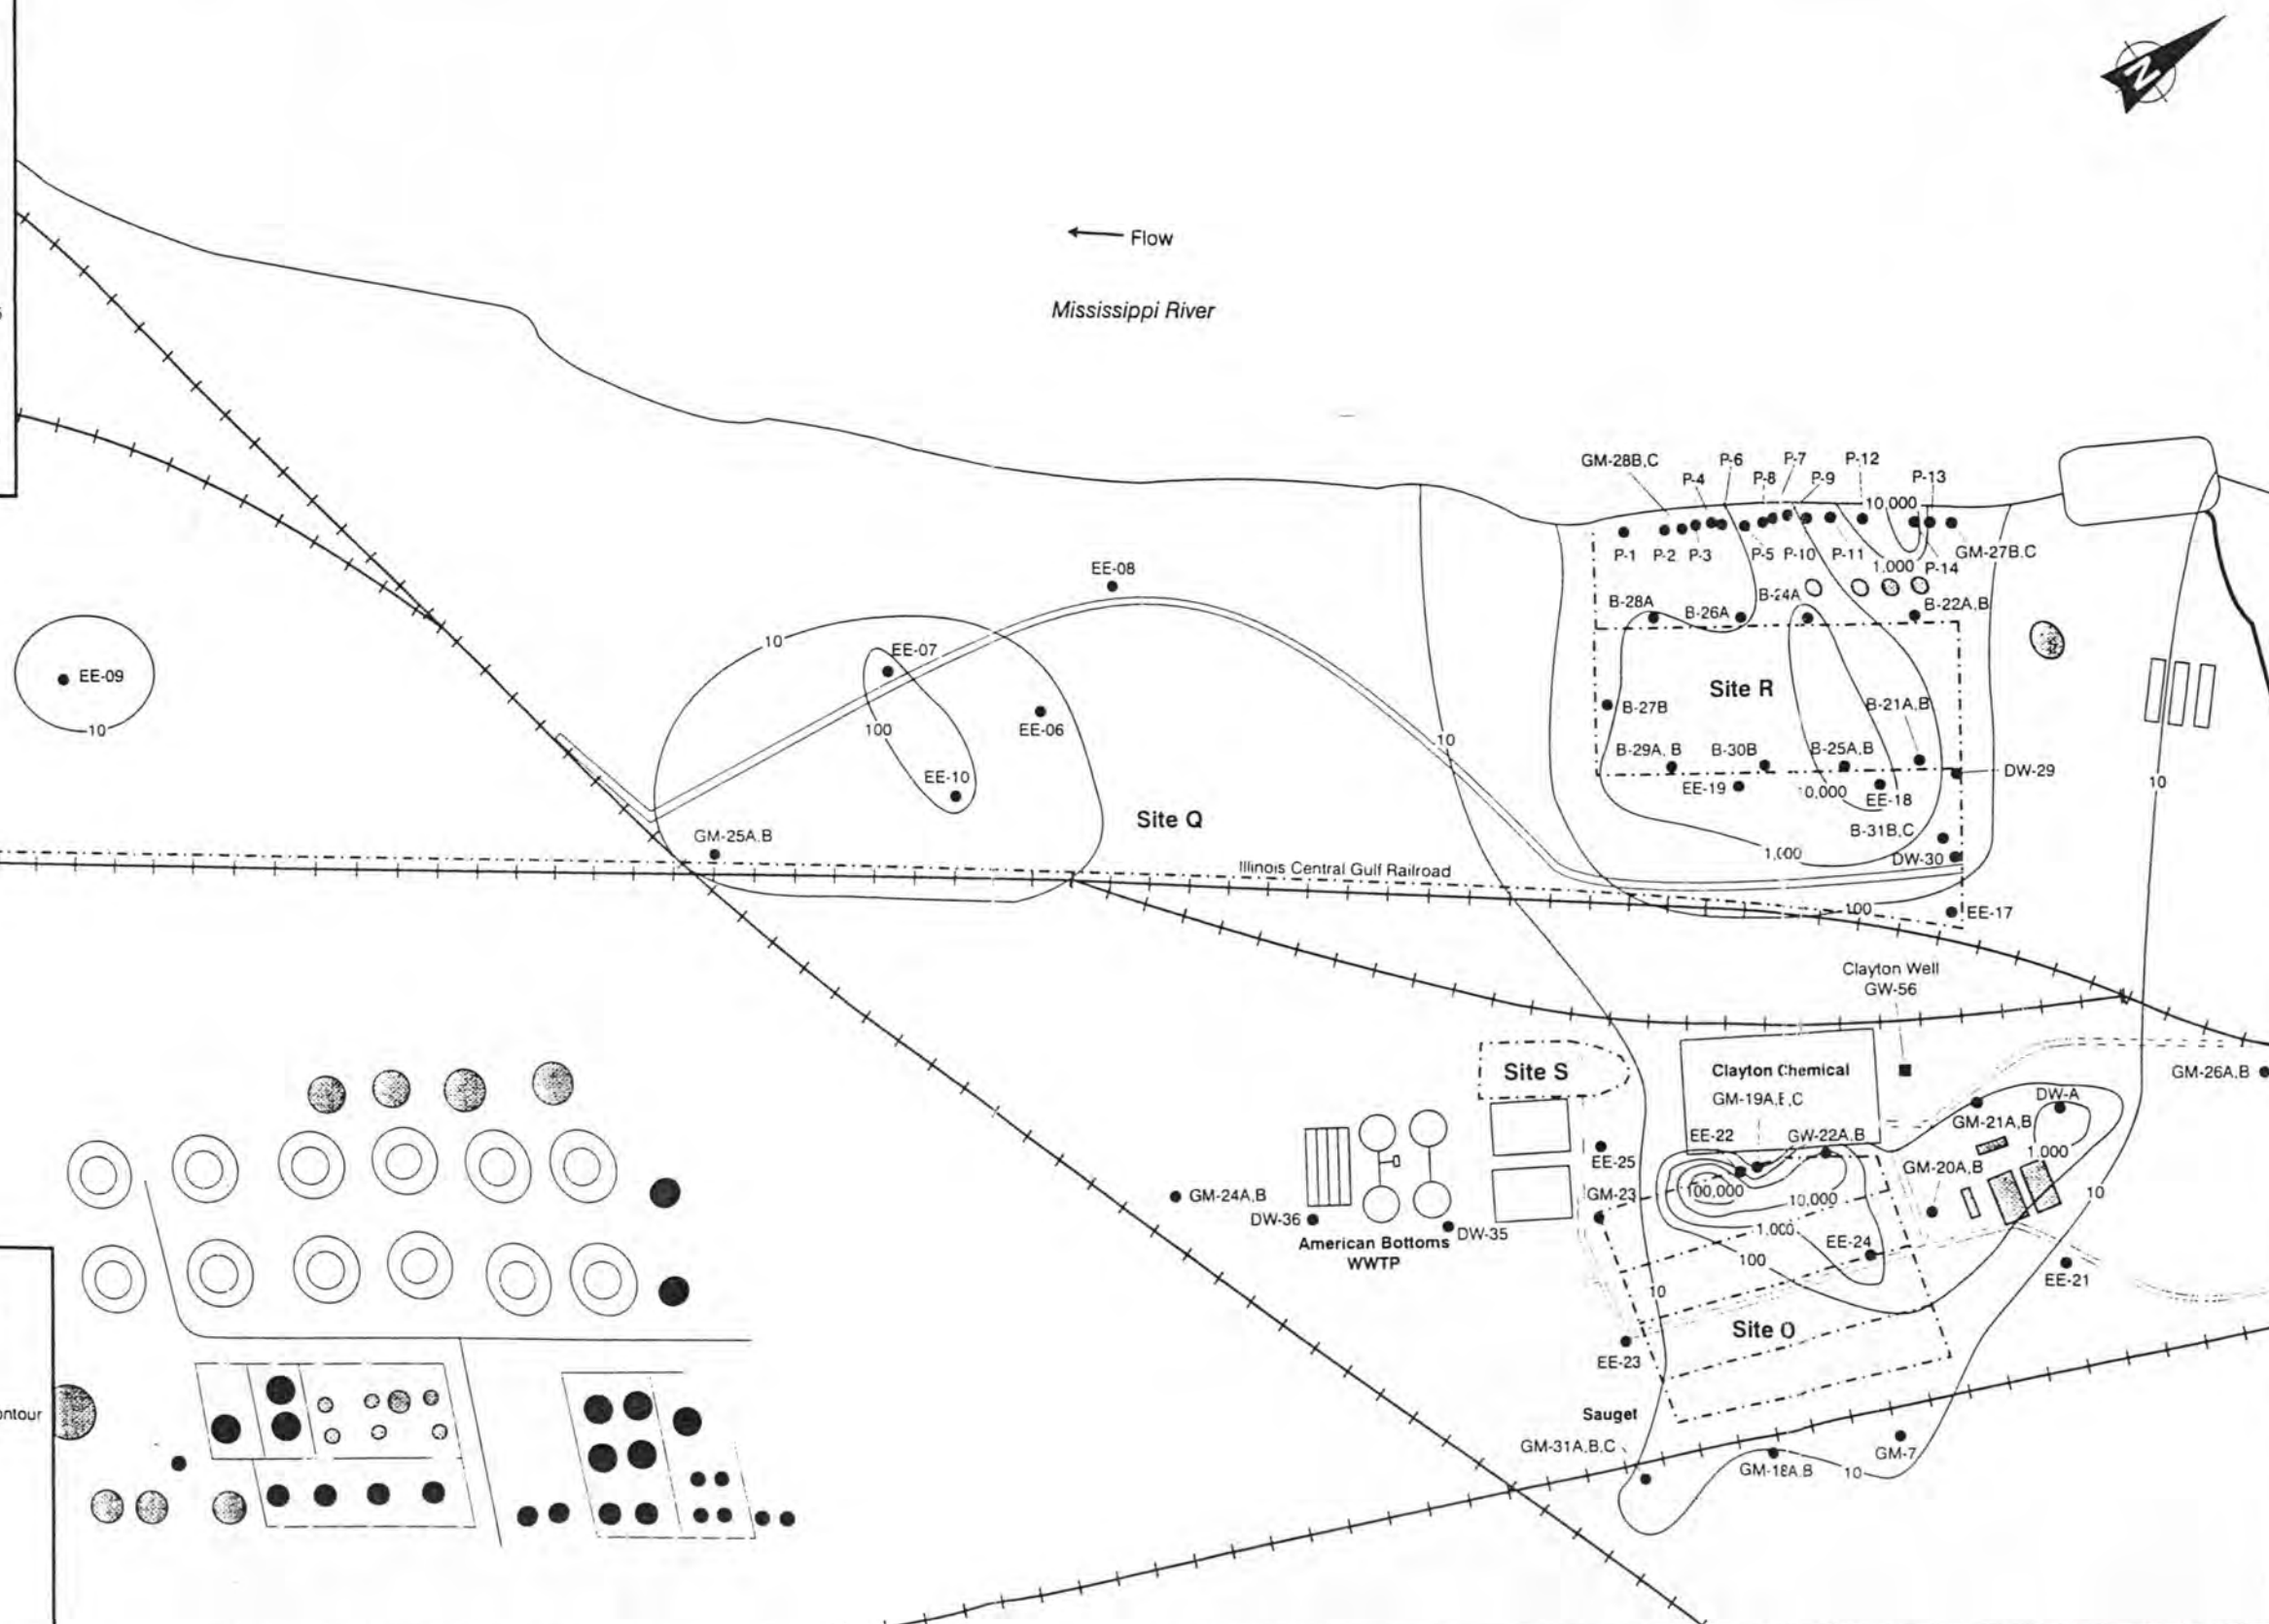 N
Flow
Mississippi River
GM-28B,C
P-4
P-6
P-8
P-7
P-9
P-12
P-13
10,000
P-1
P-2
P-3
P-5
P-10
P-11
1,000
P-14
GM-27B,C
EE-08
B-28A
B-26A
B-24A
B-22A,B
10
EE-07
EE-09
10
Site R
B-27B
B-21A,B
100
EE-06
10
B-29A, B
B-30B
B-25A,B
DW-29
EE-10
EE-19
10,000
EE-18
10
Site Q
GM-25A,B
B-31B,C
1,000
DW-30
Illinois Central Gulf Railroad
100
EE-17
Clayton Well
GW-56
Site S
Clayton Chemical
GM-26A,B
GM-19A,B,C
DW-A
GM-21A,B
EE-22
GW-22A,B
1,000
EE-25
GM-20A,B
GM-24A,B
GM-23
100,000
10,000
10
DW-36
DW-35
1,000
American Bottoms
WWTP
EE-24
100
EE-21
10
Site O
EE-23
Sauget
ontour
GM-31A,B,C
GM-18A,B
10
GM-7